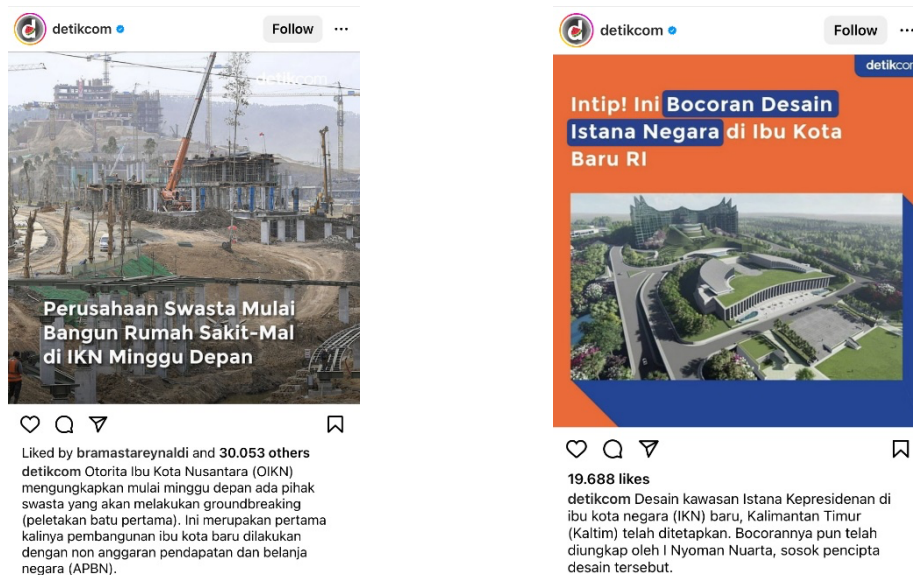 detikcom
Follow
detikcom
Perusahaan Swasta Mulai
Bangun Rumah Sakit-Mal
di IKN Minggu Depan
Liked by bramastareynaldi and 30.053 others
detikcom Otorita Ibu Kota Nusantara (OIKN)
mengungkapkan mulai minggu depan ada pihak
swasta yang akan melakukan groundbreaking
(peletakan batu pertama). Ini merupakan pertama
kalinya pembangunan ibu kota baru dilakukan
dengan non anggaran pendapatan dan belanja
negara (APBN).
detikcom
Follow
detikcom
Intip! Ini Bocoran Desain
Istana Negara di Ibu Kota
Baru RI
19.688 likes
detikcom Desain kawasan Istana Kepresidenan di
ibu kota negara (IKN) baru, Kalimantan Timur
(Kaltim) telah ditetapkan. Bocorannya pun telah
diungkap oleh I Nyoman Nuarta, sosok pencipta
desain tersebut.